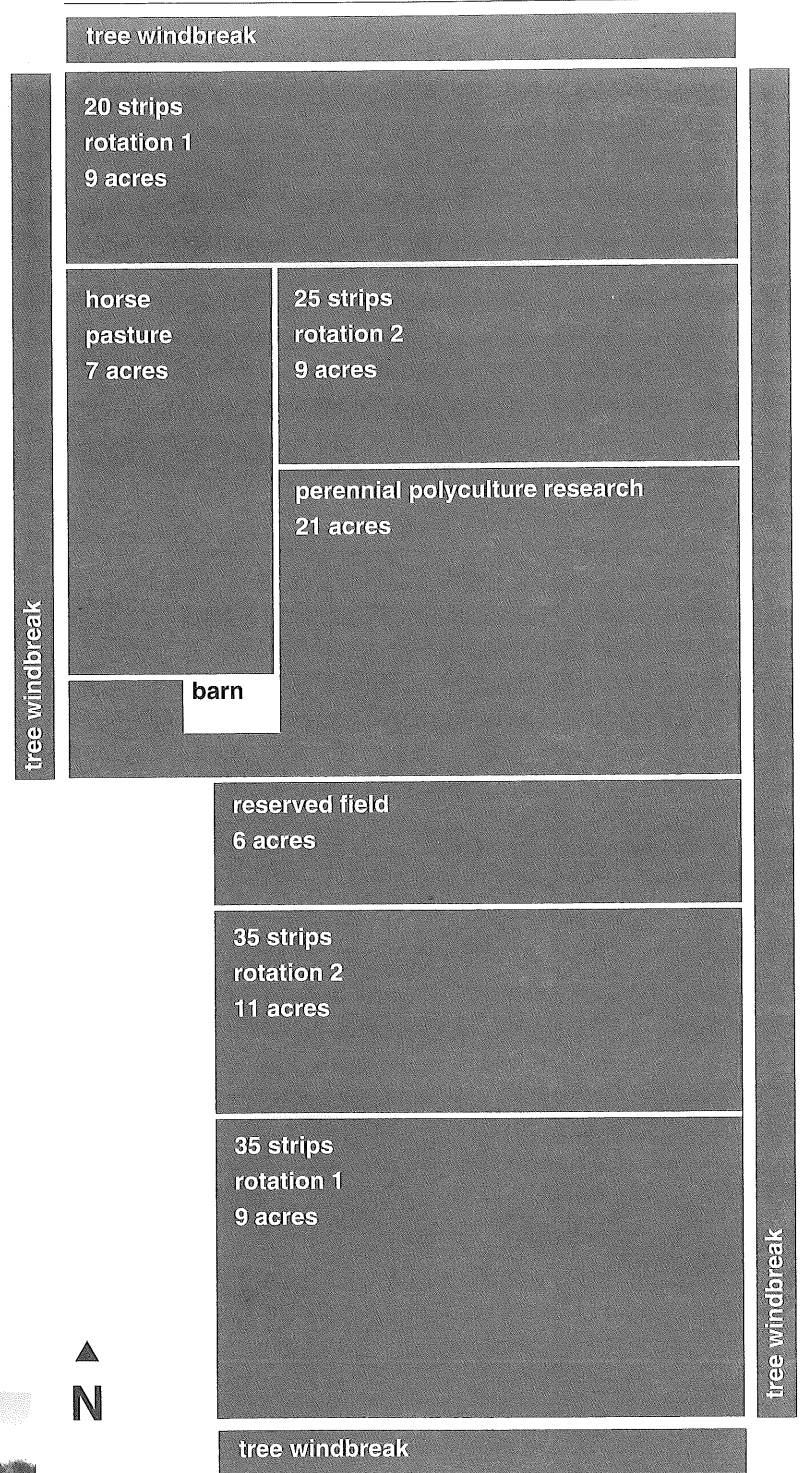 tree windbreak
20 strips
rotation 1
9 acres
horse
pasture
7 acres
25 strips
rotation 2
9 acres
perennial polyculture research
21 acres
tree windbreak
barn
reserved field
6 acres
35 strips
rotation 2
11 acres
35 strips
rotation 1
9 acres
tree windbreak
N
tree windbreak